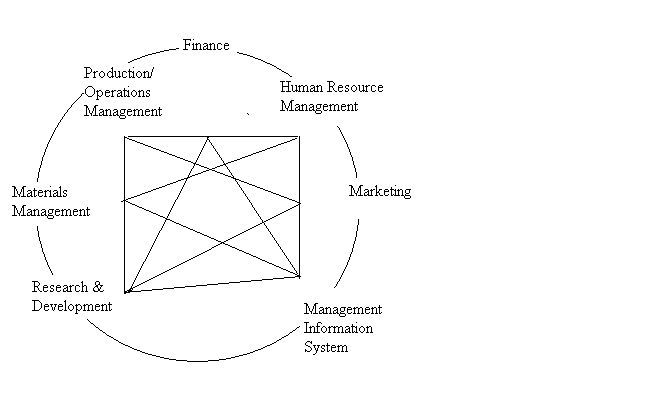 Finance
Production/
Operations
Management
Human Resource
Management
Materials
Management
Marketing
Research &
Development
Management
Information
System